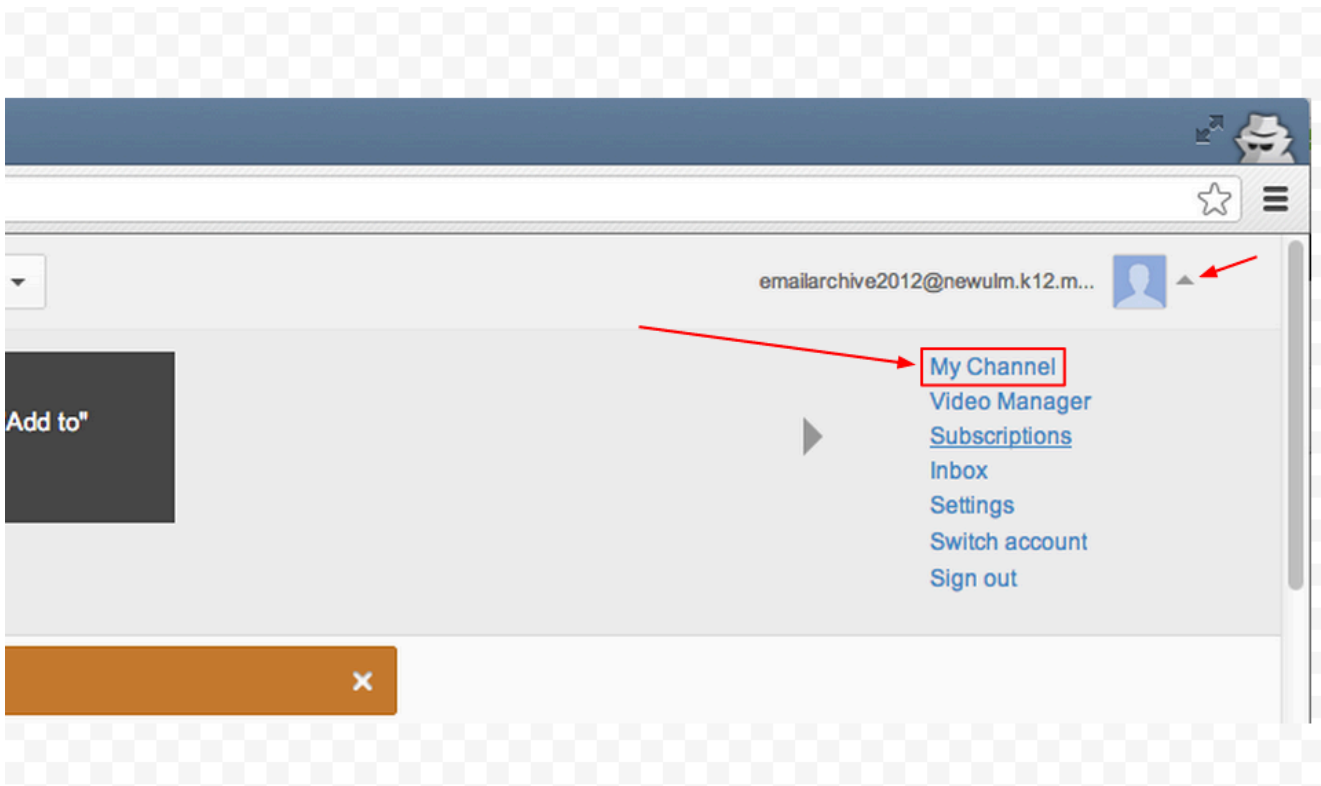 emailarchive2012@newulm.k12.m...
My Channel
Add to"
Video Manager
Subscriptions
Inbox
Settings
Switch account
Sign out